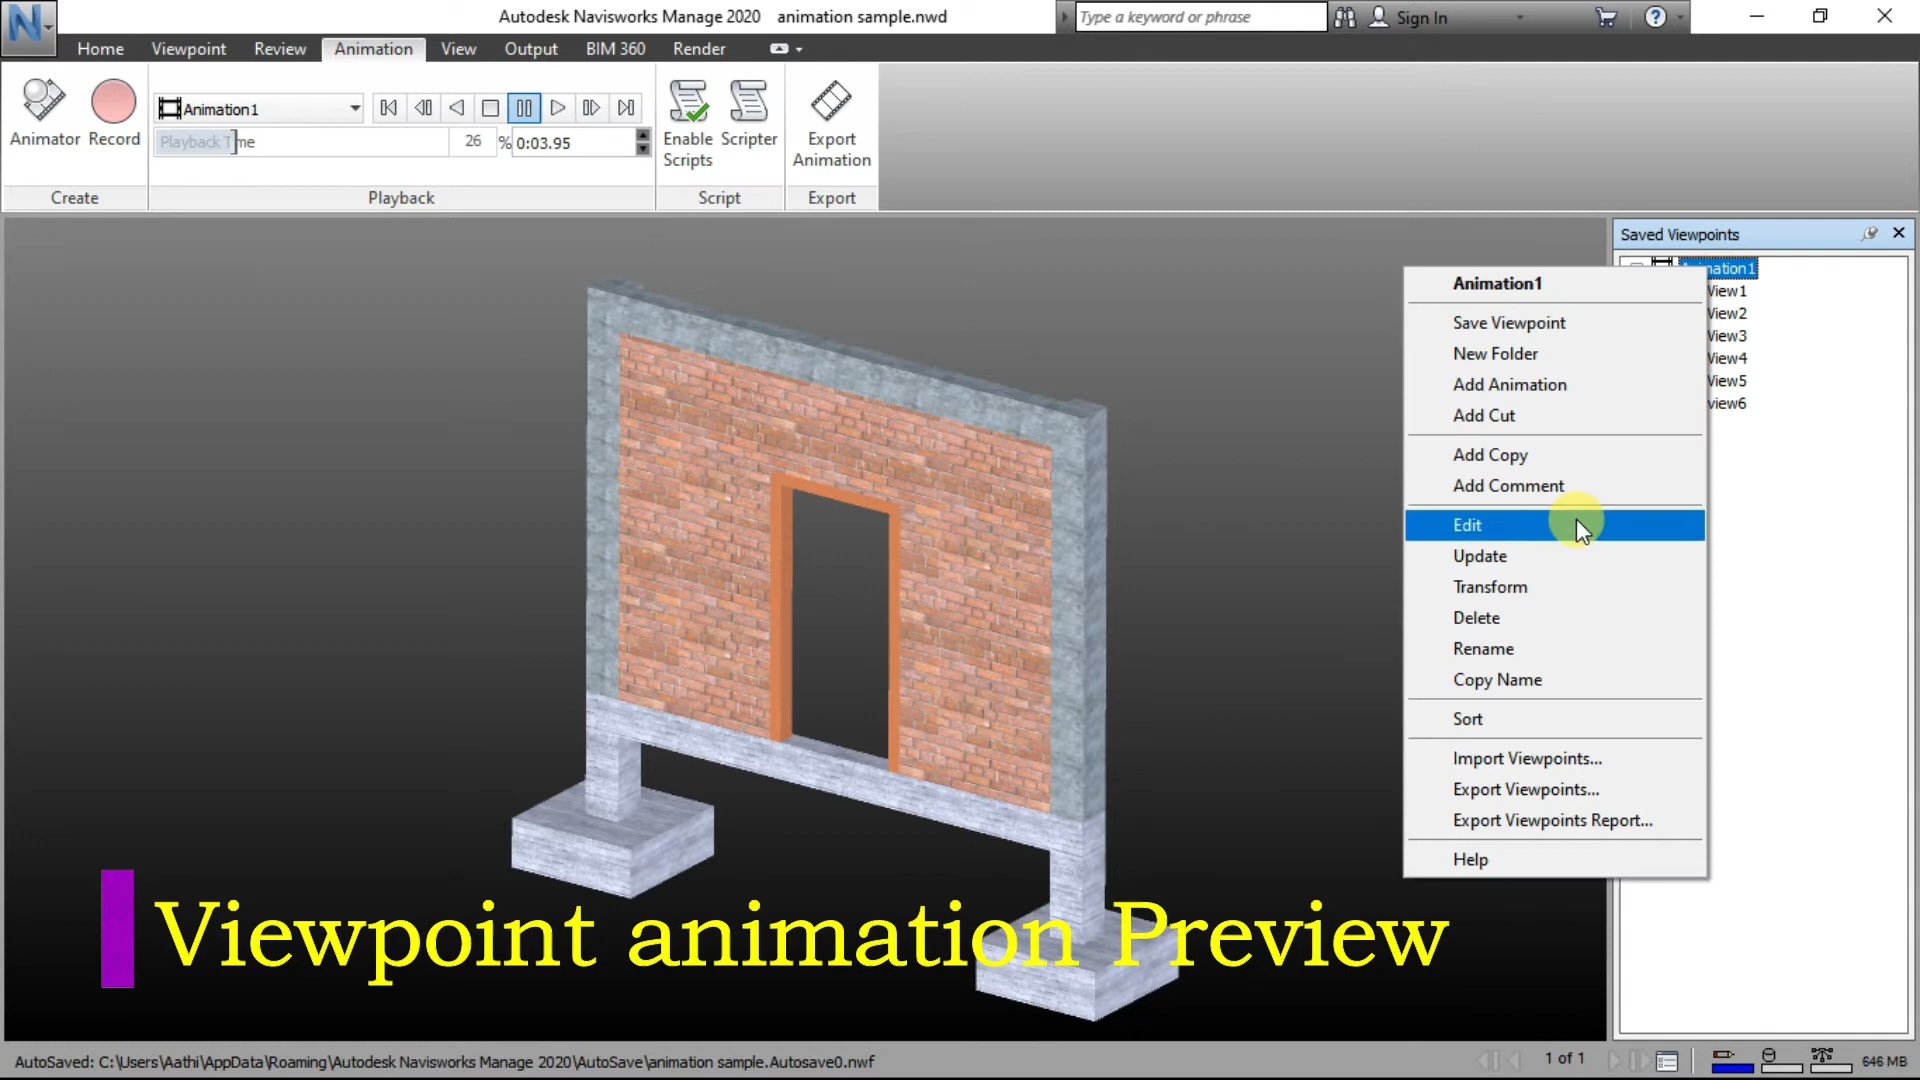 Autodesk Navisworks Manage 2020 animation sample.nwd
Type a keyword or phrase
Sign In
Home Viewpoint Review Animation View Output BIM 360 Render
Animator Record
Animation1
Playback Time 26 % 0:03.95
Enable Scripts
Scripter
Export Animation
Create Playback Script Export
Saved Viewpoints
View1
View2
View3
View4
View5
view6
Animation1
Save Viewpoint
New Folder
Add Animation
Add Cut
Add Copy
Add Comment
Edit
Update
Transform
Delete
Rename
Copy Name
Sort
Import Viewpoints...
Export Viewpoints...
Export Viewpoints Report...
Help
Viewpoint animation Preview
AutoSaved: C:\Users\Aathi\AppData\Roaming\Autodesk Navisworks Manage 2020\AutoSave\animation sample.Autosave0.nwf
1 of 1
646 MB